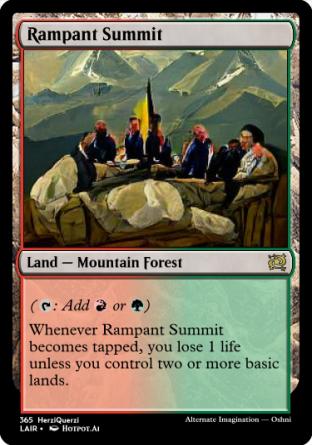 Rampant Summit
Land — Mountain Forest
( : Add or )
Whenever Rampant Summit
becomes tapped, you lose 1 life
unless you control two or more basic
lands.
365 HerziQuerzi
Alternate Imagination — Oshni
LAIR • HOTPOT.AI